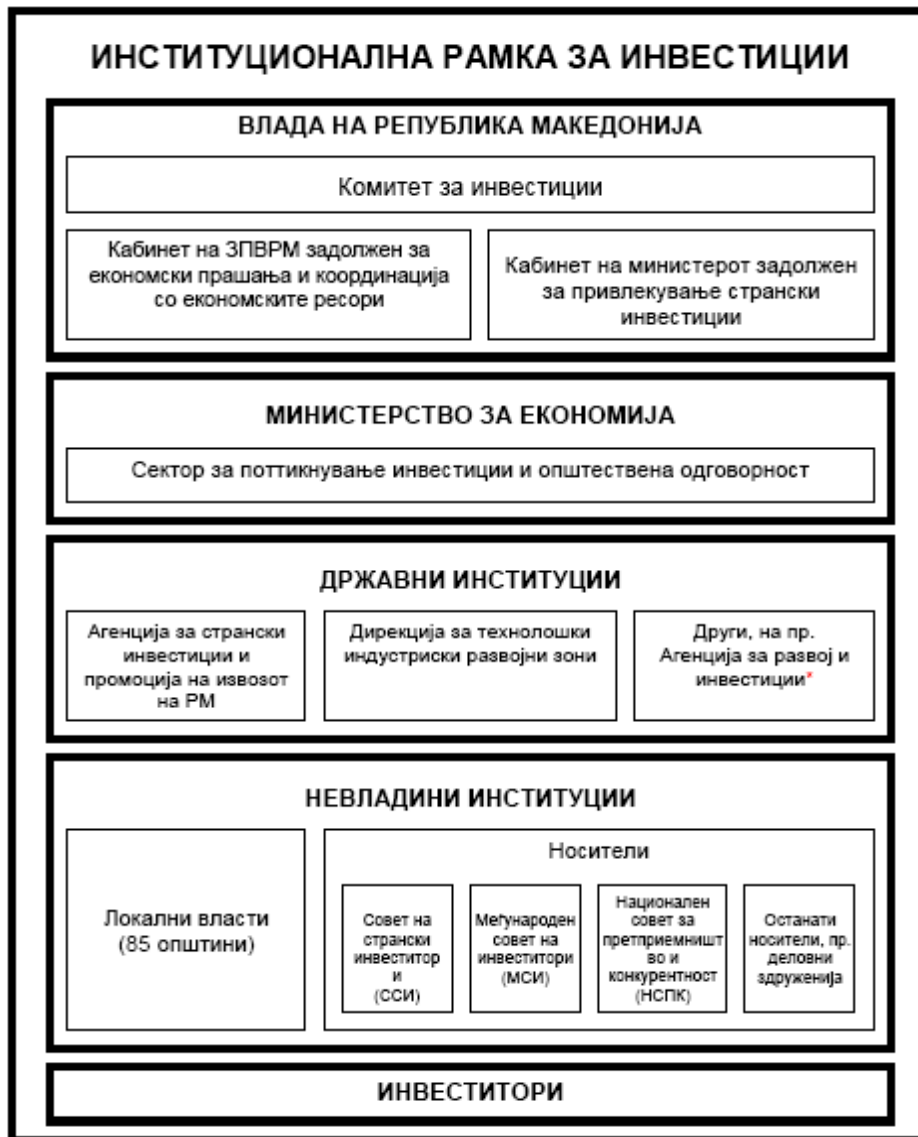 ИНСТИТУЦИОНАЛНА РАМКА ЗА ИНВЕСТИЦИИ
ВЛАДА НА РЕПУБЛИКА МАКЕДОНИЈА
Комитет за инвестиции
Кабинет на ЗПВРМ задолжен за
економски прашања и координација
со економските ресори
Кабинет на министерот задолжен
за привлекување странски
инвестиции
МИНИСТЕРСТВО ЗА ЕКОНОМИЈА
Сектор за поттикнување инвестиции и општествена одговорност
ДРЖАВНИ ИНСТИТУЦИИ
Агенција за странски
инвестиции и
промоција на извозот
на РМ
Дирекција за технолошки
индустриски развојни зони
Други, на пр.
Агенција за развој и
инвестиции*
НЕВЛАДИНИ ИНСТИТУЦИИ
Локални власти
(85 општини)
Носители
Совет на
странски
инвеститор
и
(ССИ)
Меѓународен
совет на
инвеститори
(МСИ)
Национален
совет за
претприемништ
во и
конкурентност
(НСПК)
Останати
носители, пр.
деловни
здруженија
ИНВЕСТИТОРИ